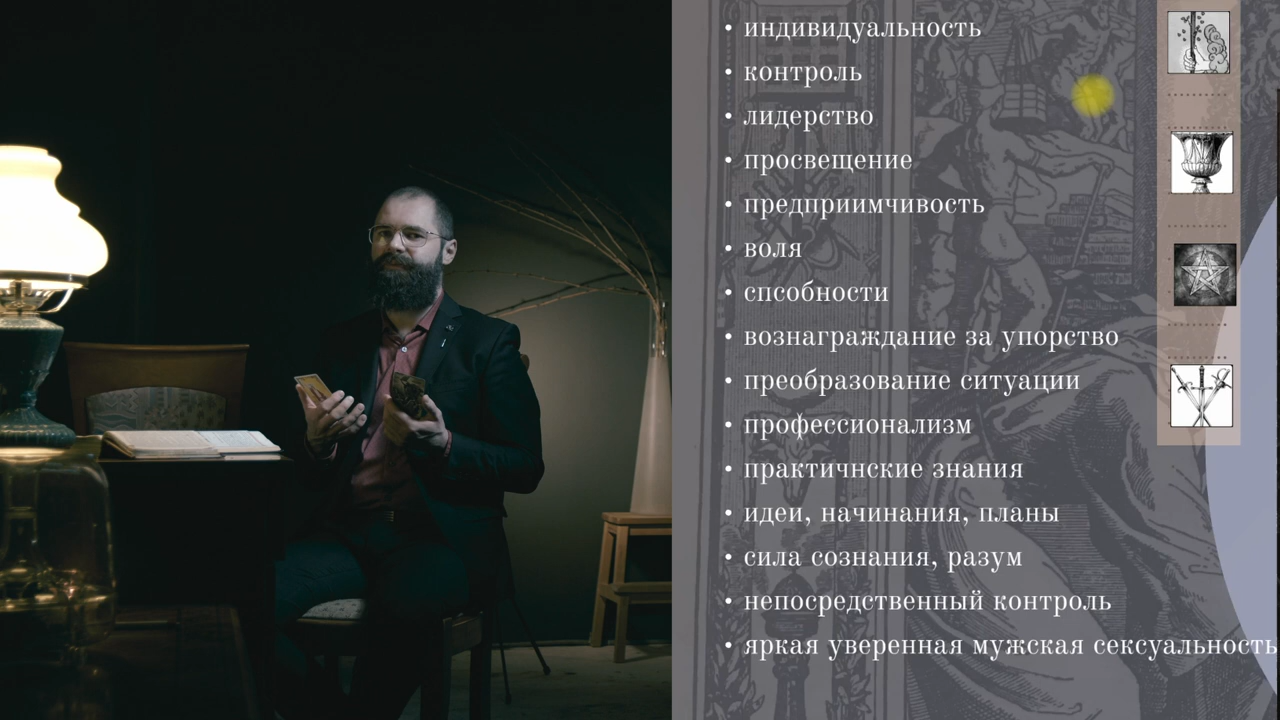 • индивидуальность
• контроль
• лидерство
• просвещение
• предприимчивость
• воля
• спсобности
• вознаграждание за упорство
• преобразование ситуации
• профессионализм
• практичнские знания
• идеи, начинания, планы
• сила сознания, разум
• непосредственный контроль
• яркая уверенная мужская сексуальность